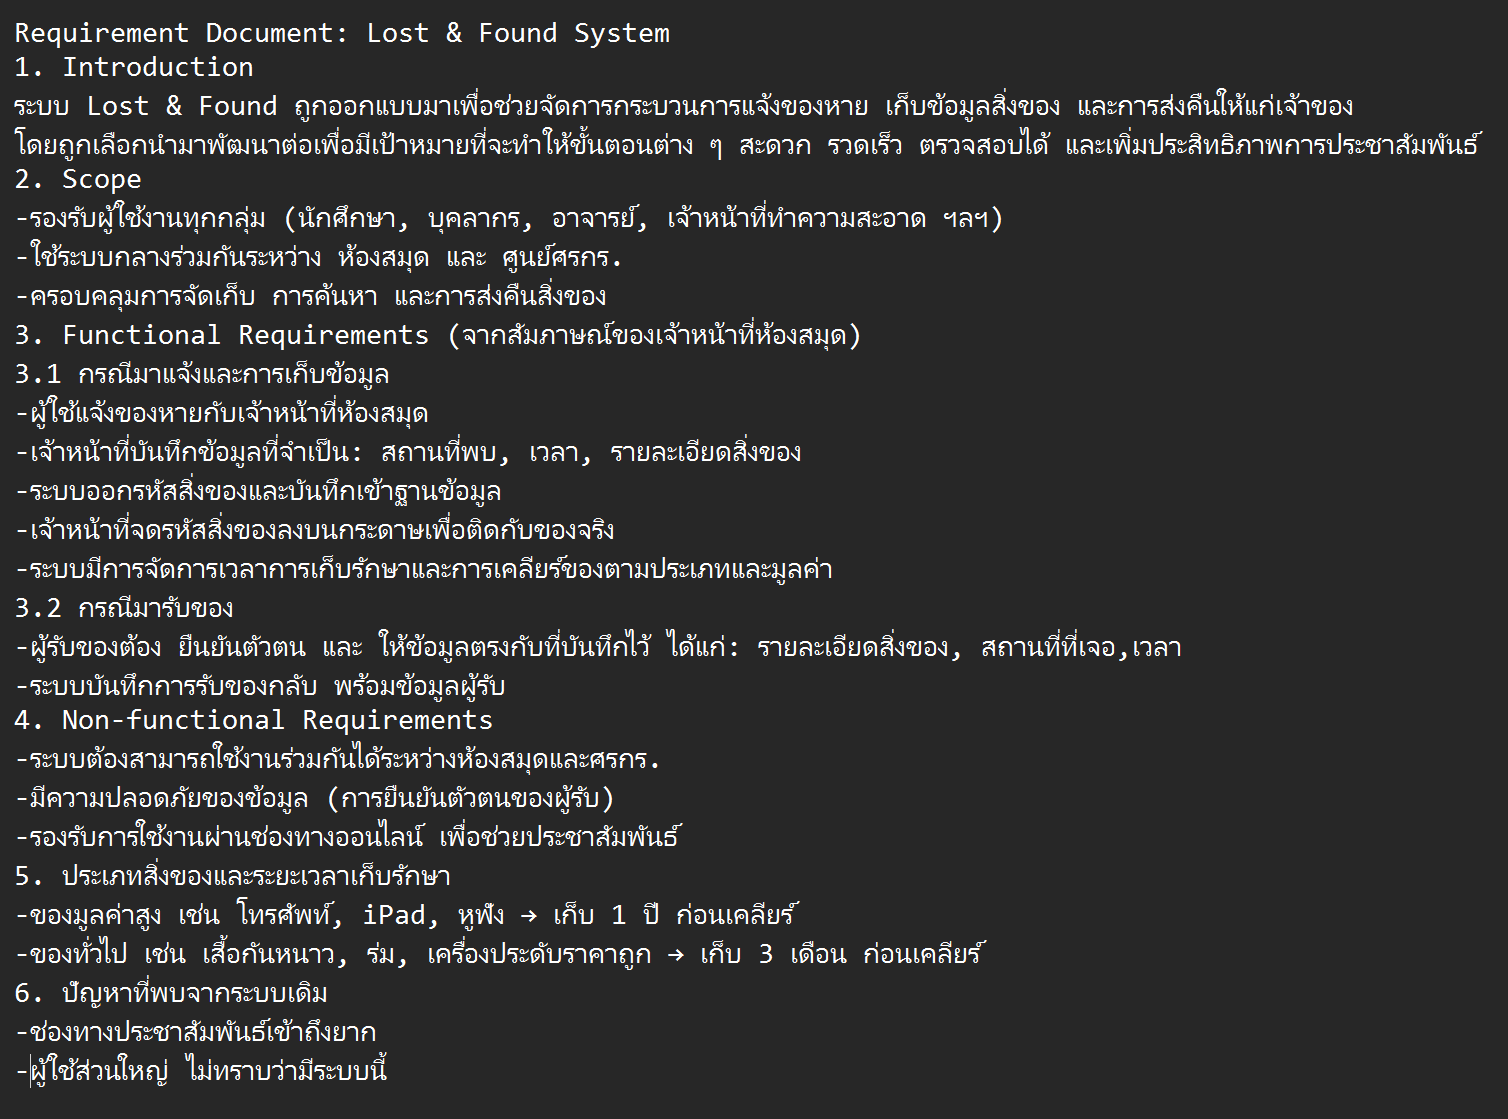 Requirement Document: Lost & Found System
1. Introduction
ระบบ Lost & Found ถูกออกแบบมาเพื่อช่วยจัดการกระบวนการแจ้งของหาย เก็บข้อมูลสิ่งของ และการส่งคืนให้แก่เจ้าของ
โดยถูกเลือกนำมาพัฒนาต่อเพื่อมีเป้าหมายที่จะทำให้ขั้นตอนต่าง ๆ สะดวก รวดเร็ว ตรวจสอบได้ และเพิ่มประสิทธิภาพการประชาสัมพันธ์
2. Scope
-รองรับผู้ใช้งานทุกกลุ่ม (นักศึกษา, บุคลากร, อาจารย์, เจ้าหน้าที่ทำความสะอาด ฯลฯ)
-ใช้ระบบกลางร่วมกันระหว่าง ห้องสมุด และ ศูนย์ศรกร.
-ครอบคลุมการจัดเก็บ การค้นหา และการส่งคืนสิ่งของ
3. Functional Requirements (จากสัมภาษณ์ของเจ้าหน้าที่ห้องสมุด)
3.1 กรณีมาแจ้งและการเก็บข้อมูล
-ผู้ใช้แจ้งของหายกับเจ้าหน้าที่ห้องสมุด
-เจ้าหน้าที่บันทึกข้อมูลที่จำเป็น: สถานที่พบ, เวลา, รายละเอียดสิ่งของ
-ระบบออกรหัสสิ่งของและบันทึกเข้าฐานข้อมูล
-เจ้าหน้าที่จดรหัสสิ่งของลงบนกระดาษเพื่อติดกับของจริง
-ระบบมีการจัดการเวลาการเก็บรักษาและการเคลียร์ของตามประเภทและมูลค่า
3.2 กรณีมารับของ
-ผู้รับของต้อง ยืนยันตัวตน และ ให้ข้อมูลตรงกับที่บันทึกไว้ ได้แก่: รายละเอียดสิ่งของ, สถานที่ที่เจอ,เวลา
-ระบบบันทึกการรับของกลับ พร้อมข้อมูลผู้รับ
4. Non-functional Requirements
-ระบบต้องสามารถใช้งานร่วมกันได้ระหว่างห้องสมุดและศรกร.
-มีความปลอดภัยของข้อมูล (การยืนยันตัวตนของผู้รับ)
-รองรับการใช้งานผ่านช่องทางออนไลน์ เพื่อช่วยประชาสัมพันธ์
5. ประเภทสิ่งของและระยะเวลาเก็บรักษา
-ของมูลค่าสูง เช่น โทรศัพท์, iPad, หูฟัง → เก็บ 1 ปี ก่อนเคลียร์
-ของทั่วไป เช่น เสื้อกันหนาว, ร่ม, เครื่องประดับราคาถูก → เก็บ 3 เดือน ก่อนเคลียร์
6. ปัญหาที่พบจากระบบเดิม
-ช่องทางประชาสัมพันธ์เข้าถึงยาก
-ผู้ใช้ส่วนใหญ่ ไม่ทราบว่ามีระบบนี้